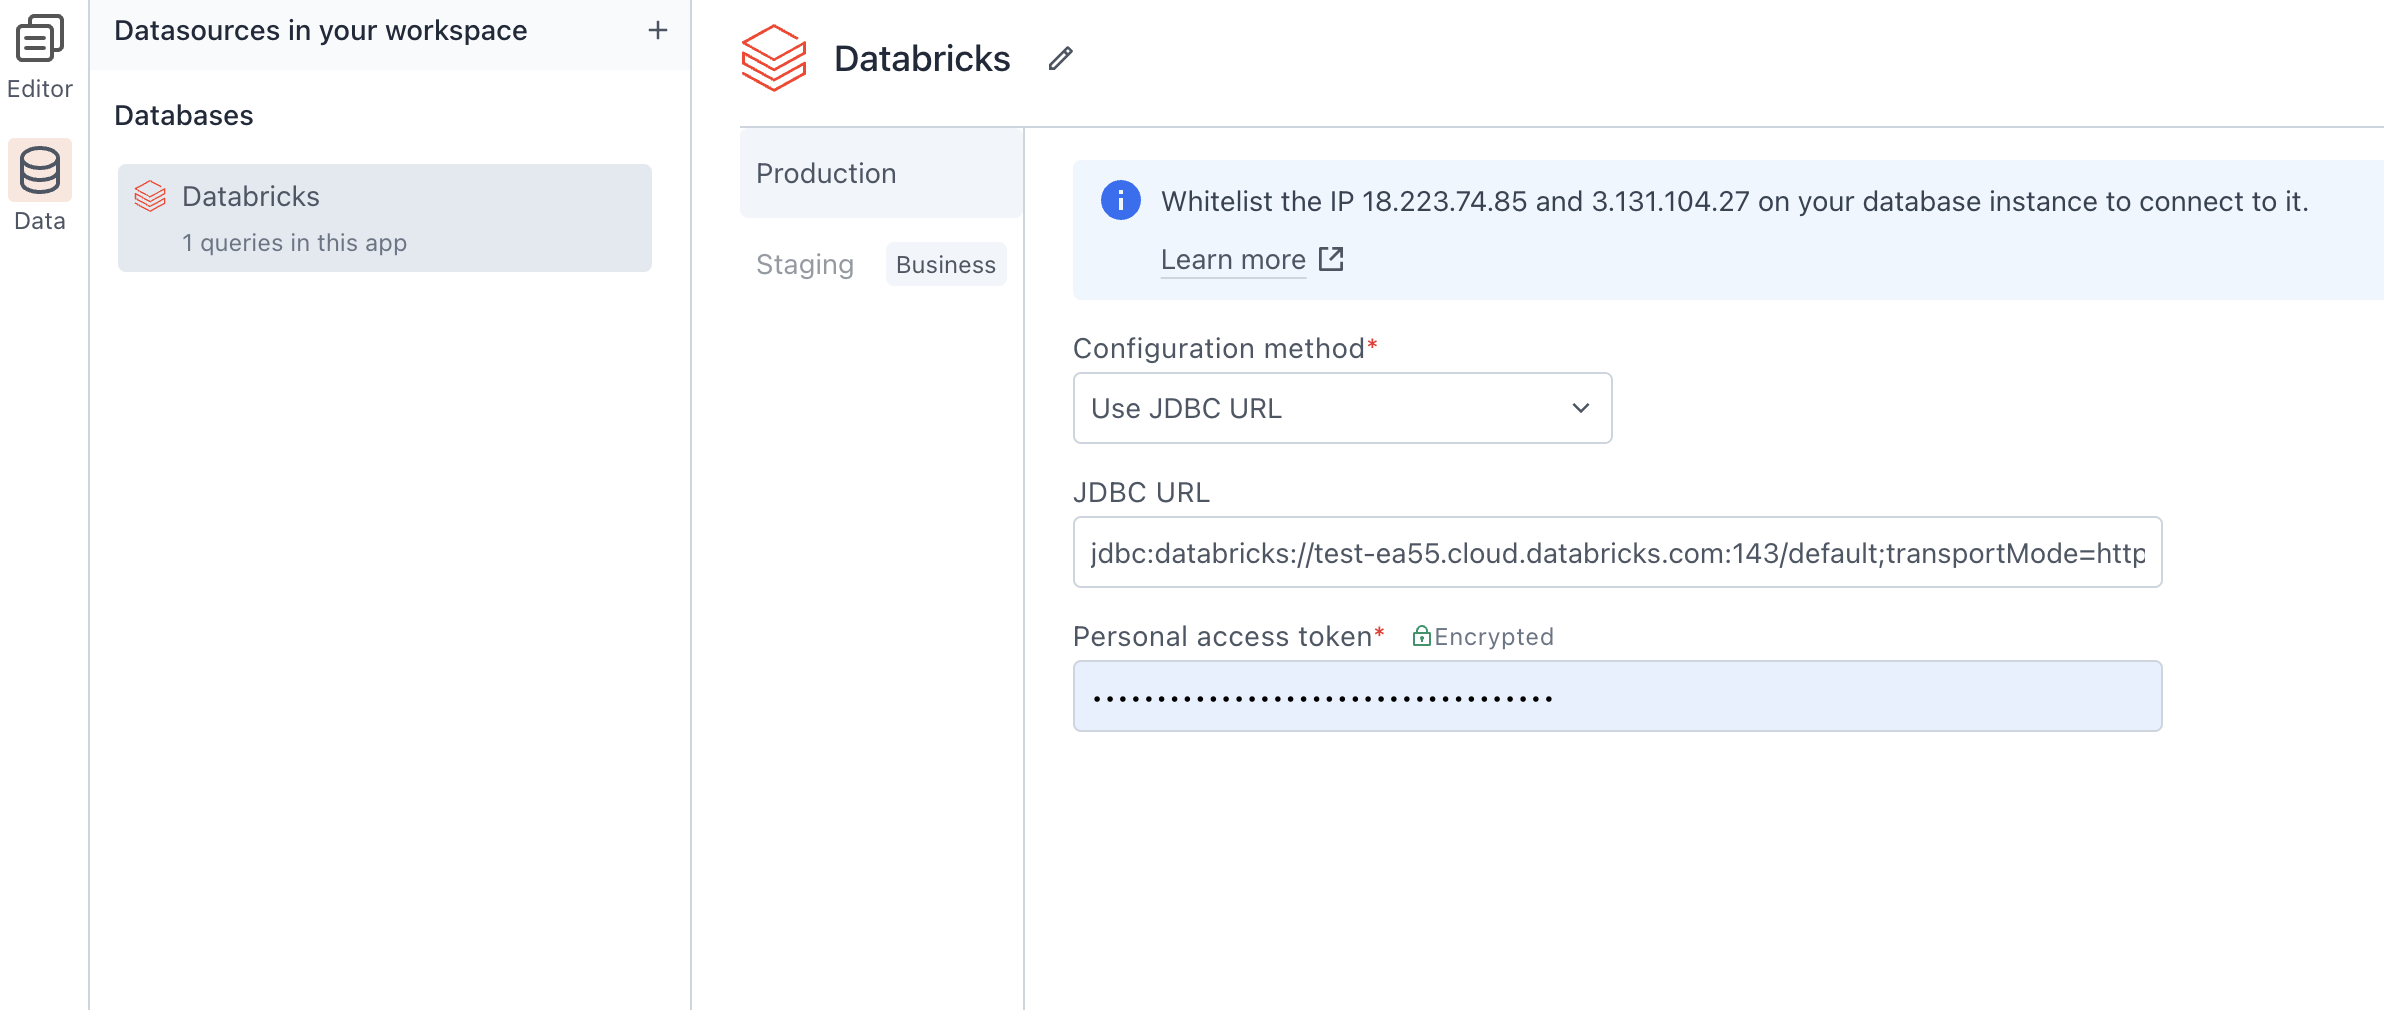 Editor
Data
Datasources in your workspace
Databases
Databricks
1 queries in this app
Databricks
Production
Staging Business
Whitelist the IP 18.223.74.85 and 3.131.104.27 on your database instance to connect to it.
Learn more
Configuration method*
Use JDBC URL
JDBC URL
jdbc:databricks://test-ea55.cloud.databricks.com:143/default;transportMode=http
Personal access token* Encrypted